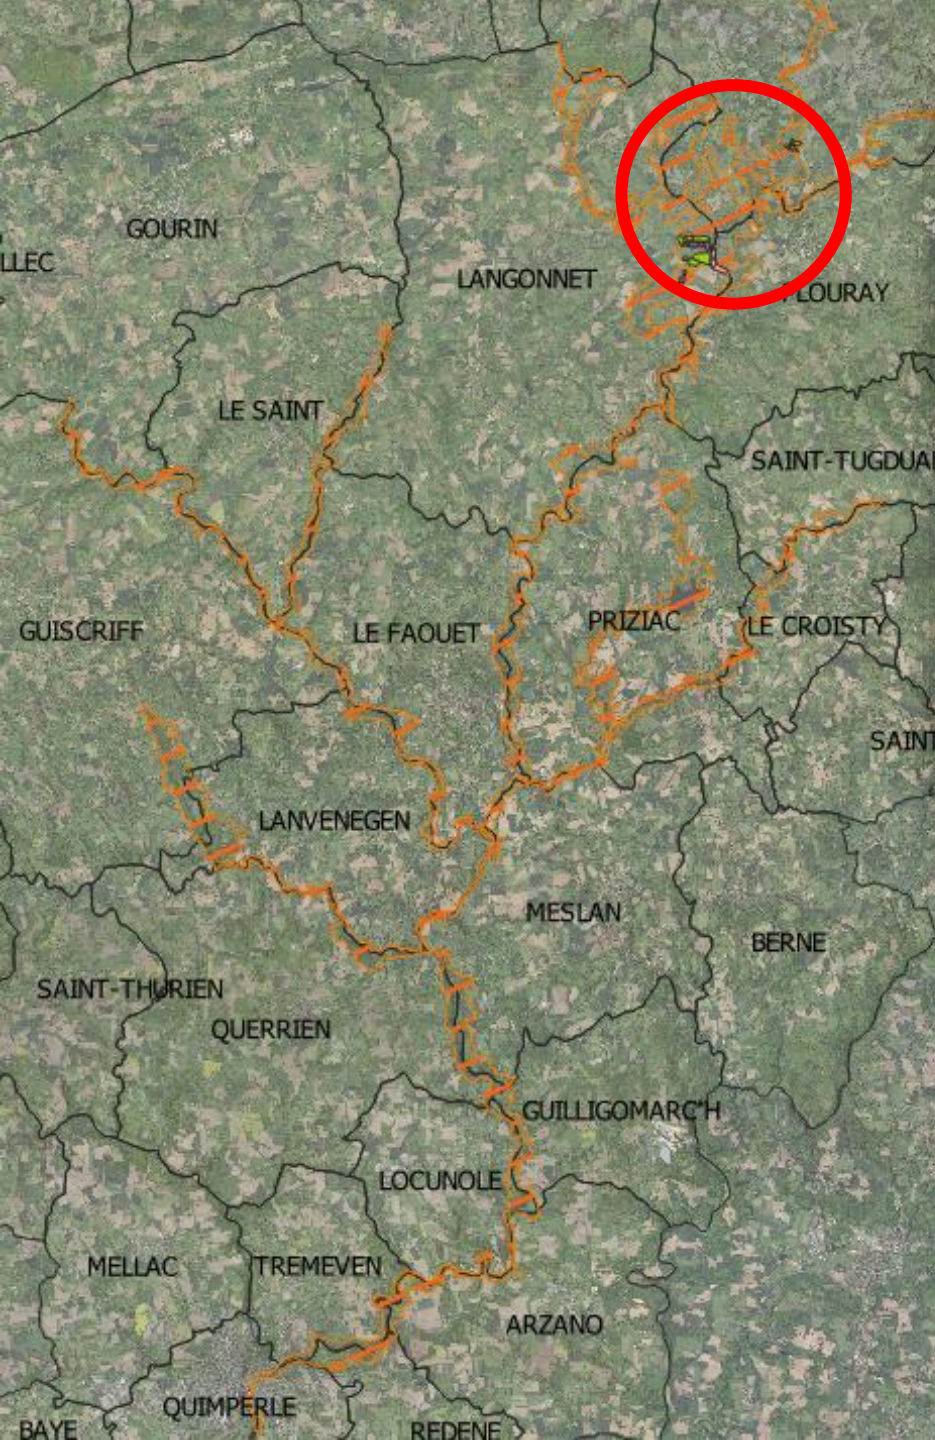 GOURIN
LLEC
LANGONNET
LOURAY
LE SAINT
SAINT-TUGDUA
GUISCRIFF
LE FAOUET
PRIZIAC
LE CROISTY
SAINT
LANVENEGEN
MESLAN
BERNE
SAINT-THURIEN
QUERRIEN
GUILLIGOMARC'H
LOCUNOLE
MELLAC
TREMEVEN
ARZANO
QUIMPERLE
BAYE
REDENE